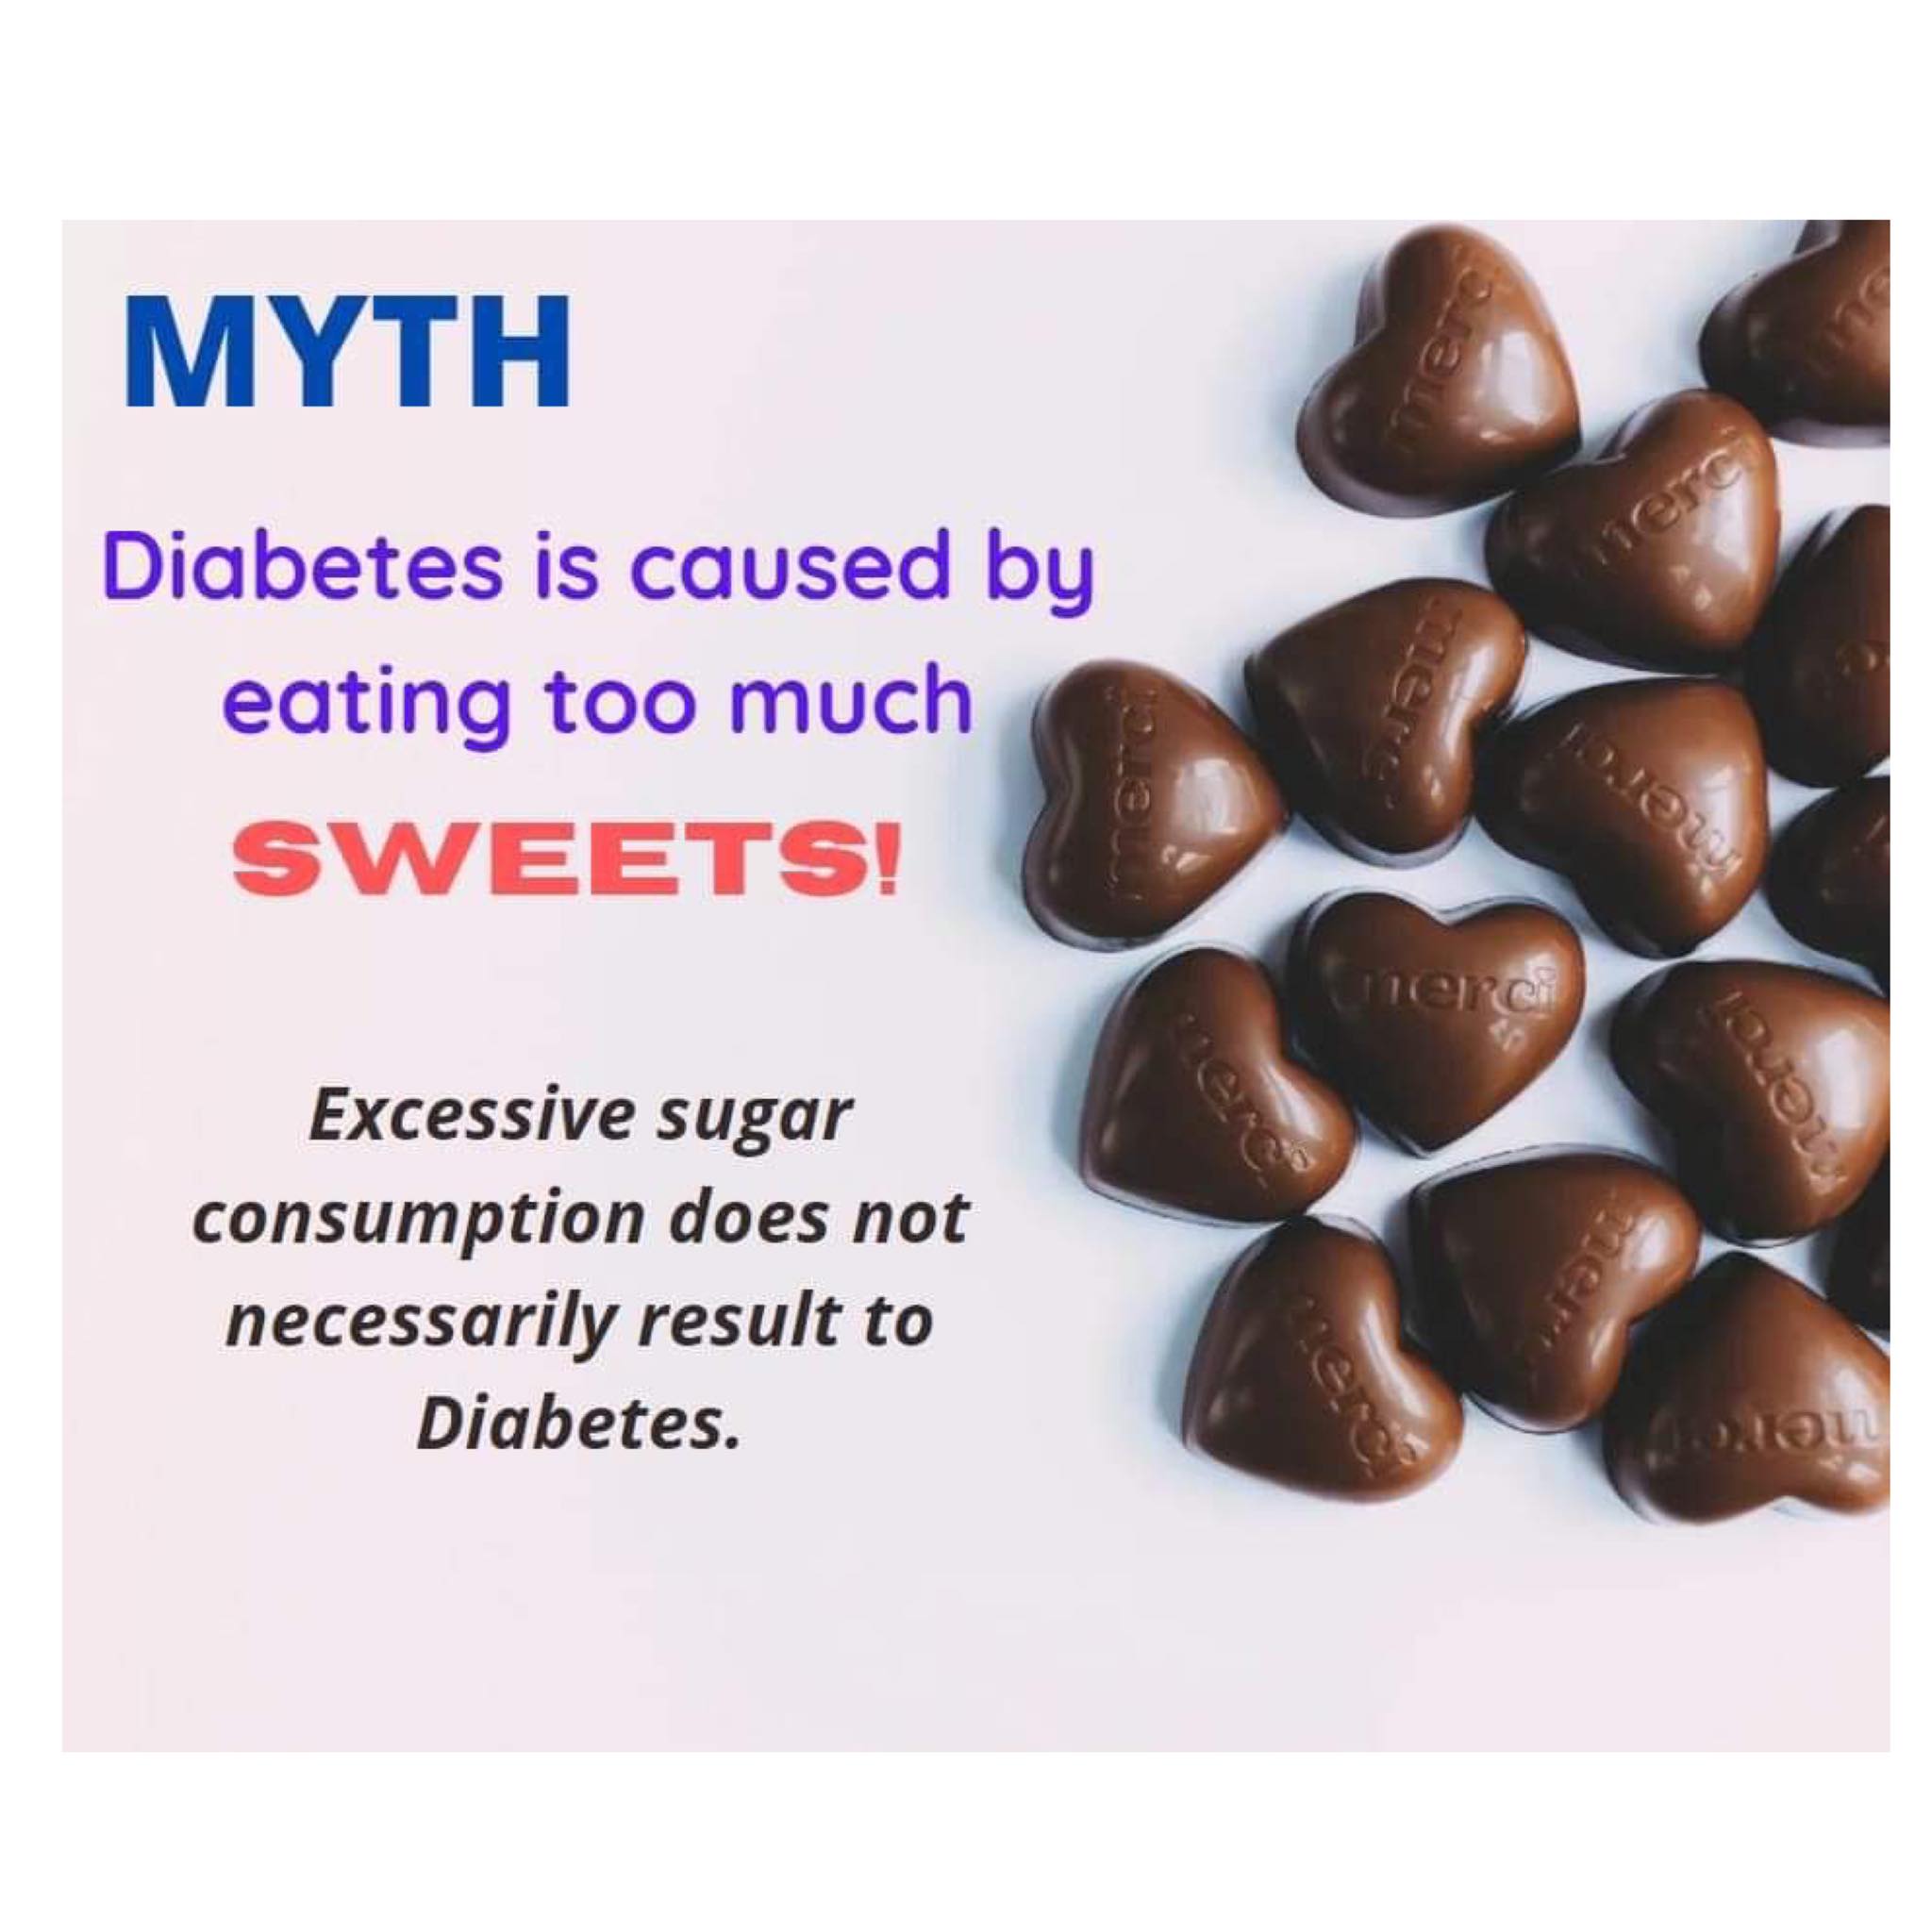 MYTH
Diabetes is caused by
eating too much
SWEETS!
Excessive sugar
consumption does not
necessarily result to
Diabetes.
merci
merci
merci
merci
merci
merci
merci
merci
merci
merci
merci